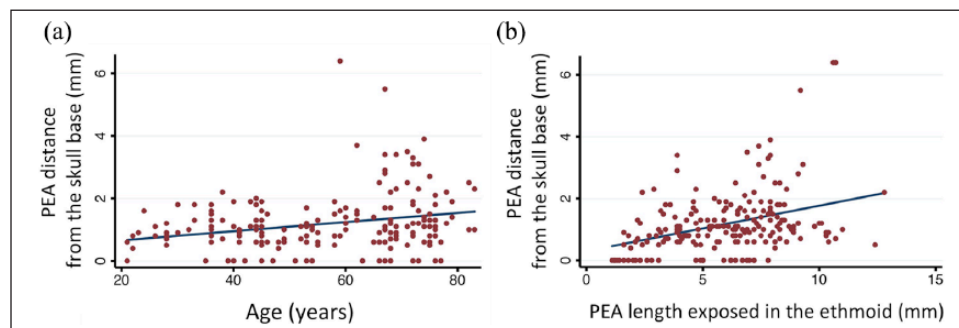 (a)
PEA distance
from the skull base (mm)
6
4
2
0
20
40
60
80
Age (years)
(b)
PEA distance
from the skull base (mm)
6
4
2
0
0
5
10
15
PEA length exposed in the ethmoid (mm)